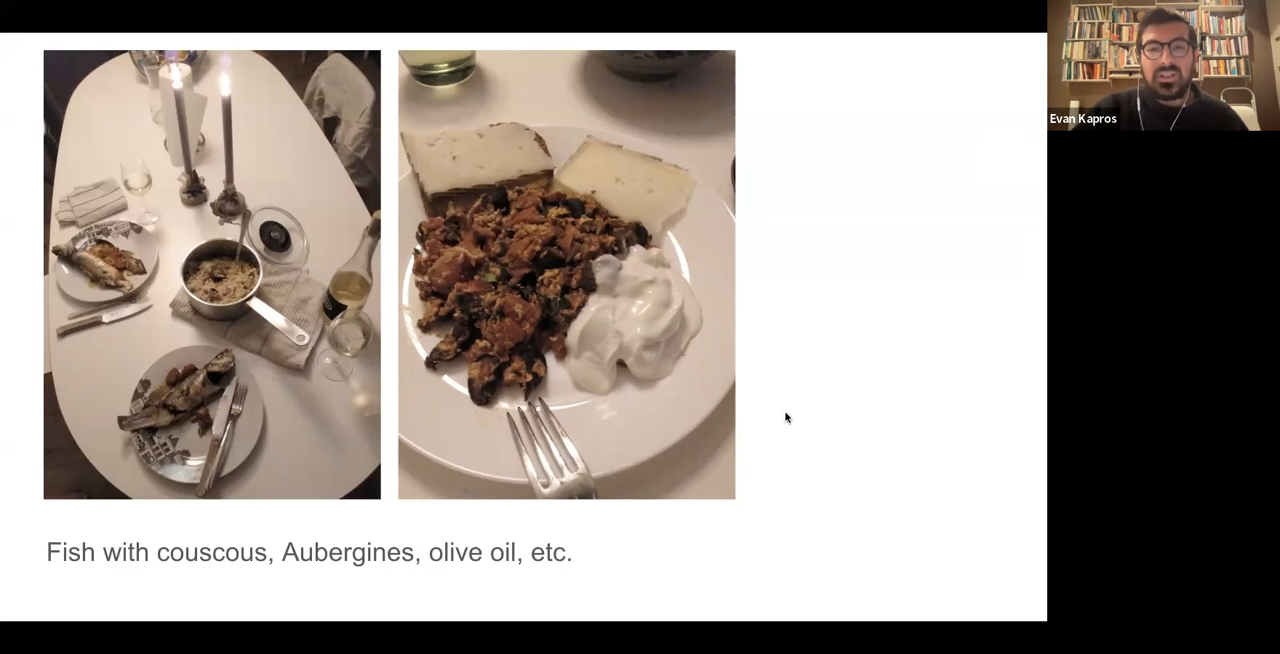 Evan Kapros
Fish with couscous, Aubergines, olive oil, etc.